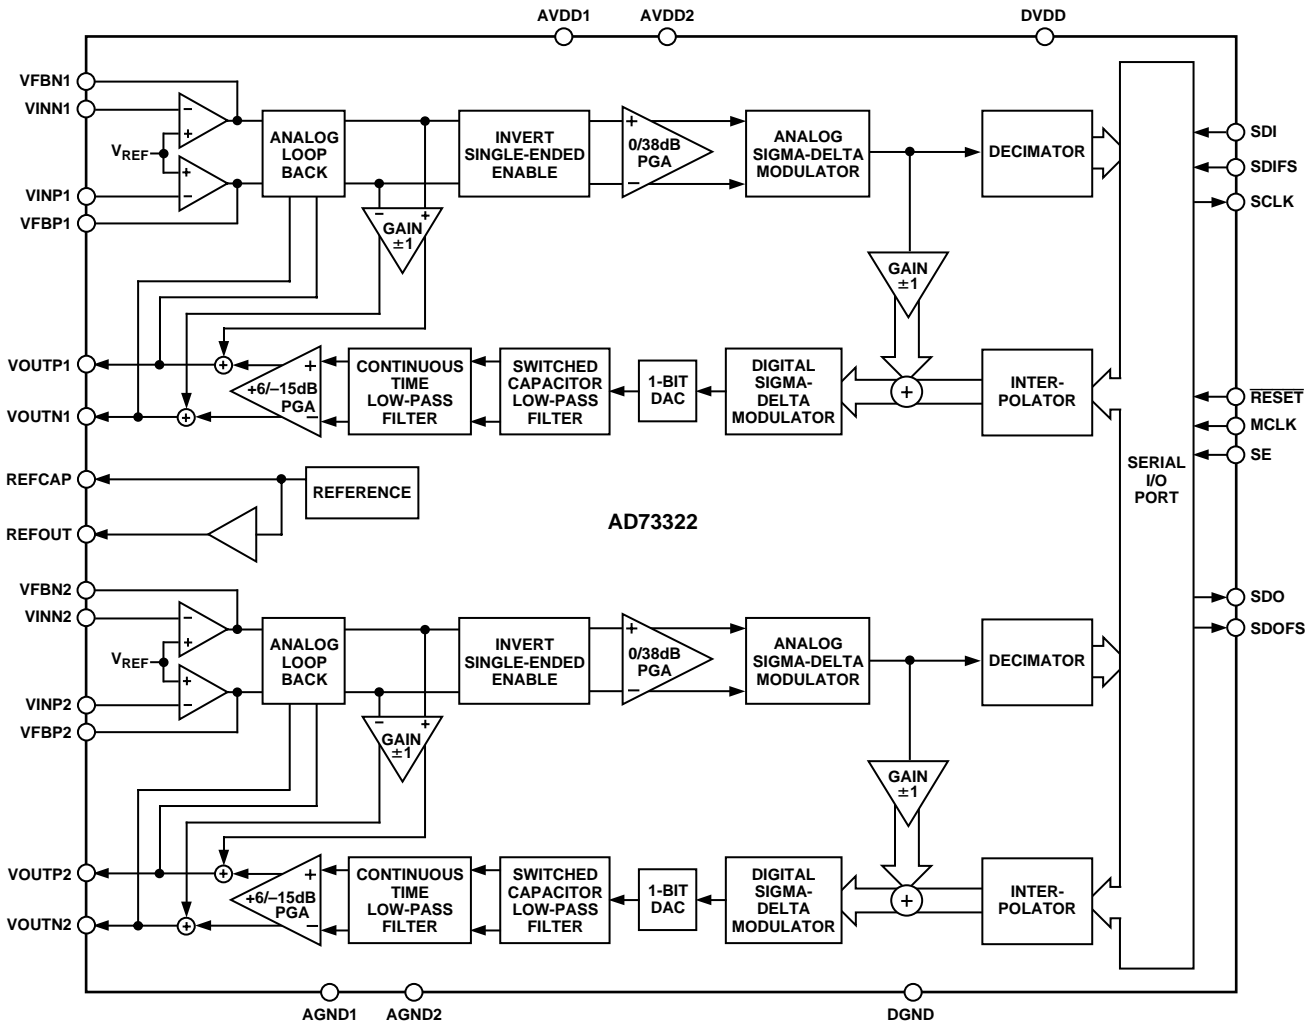 AVDD1
AVDD2
DVDD
VFBN1
VINN1
VREF
VINP1
VFBP1
ANALOG
LOOP
BACK
INVERT
SINGLE-ENDED
ENABLE
0/38dB
PGA
ANALOG
SIGMA-DELTA
MODULATOR
DECIMATOR
SDI
SDIFS
SCLK
GAIN
±1
GAIN
±1
VOUTP1
VOUTN1
+6/–15dB
PGA
CONTINUOUS
TIME
LOW-PASS
FILTER
SWITCHED
CAPACITOR
LOW-PASS
FILTER
1-BIT
DAC
DIGITAL
SIGMA-
DELTA
MODULATOR
INTER-
POLATOR
RESET
MCLK
SE
SERIAL
I/O
PORT
REFCAP
REFOUT
REFERENCE
AD73322
VFBN2
VINN2
VREF
VINP2
VFBP2
ANALOG
LOOP
BACK
INVERT
SINGLE-ENDED
ENABLE
0/38dB
PGA
ANALOG
SIGMA-DELTA
MODULATOR
DECIMATOR
SDO
SDOFS
GAIN
±1
GAIN
±1
VOUTP2
VOUTN2
+6/–15dB
PGA
CONTINUOUS
TIME
LOW-PASS
FILTER
SWITCHED
CAPACITOR
LOW-PASS
FILTER
1-BIT
DAC
DIGITAL
SIGMA-
DELTA
MODULATOR
INTER-
POLATOR
AGND1
AGND2
DGND